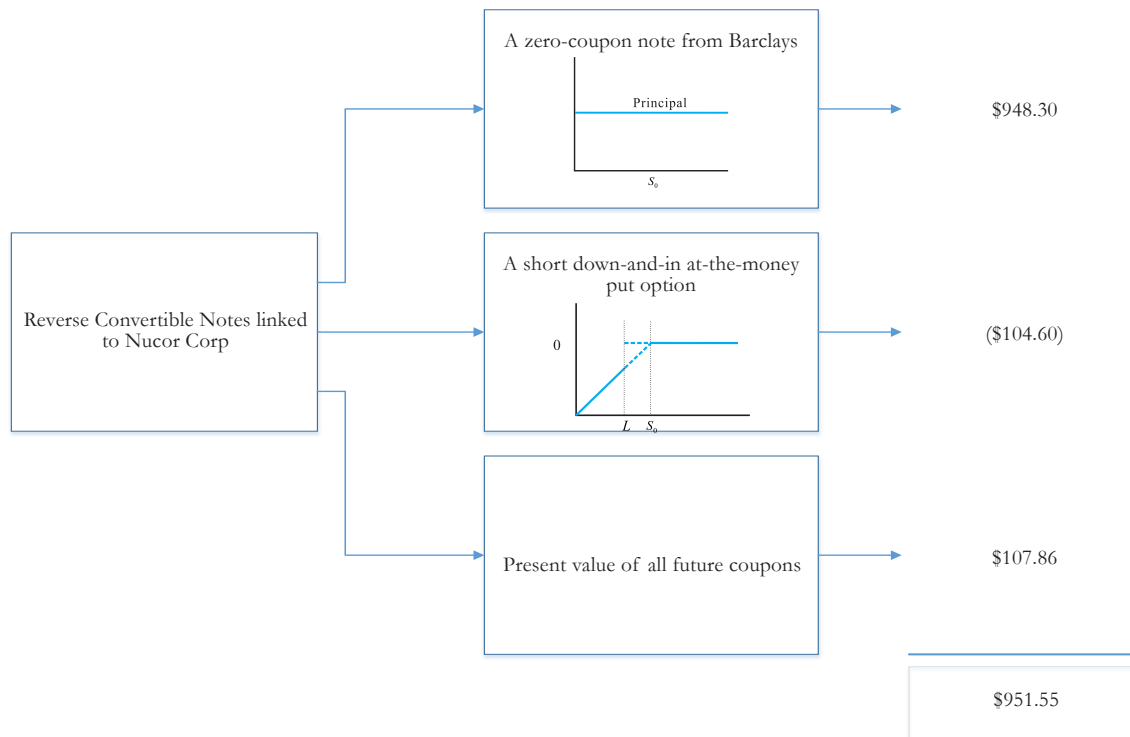 A zero-coupon note from Barclays
Principal
S₀
$948.30
Reverse Convertible Notes linked
to Nucor Corp
A short down-and-in at-the-money
put option
0
L S₀
($104.60)
Present value of all future coupons
$107.86
$951.55